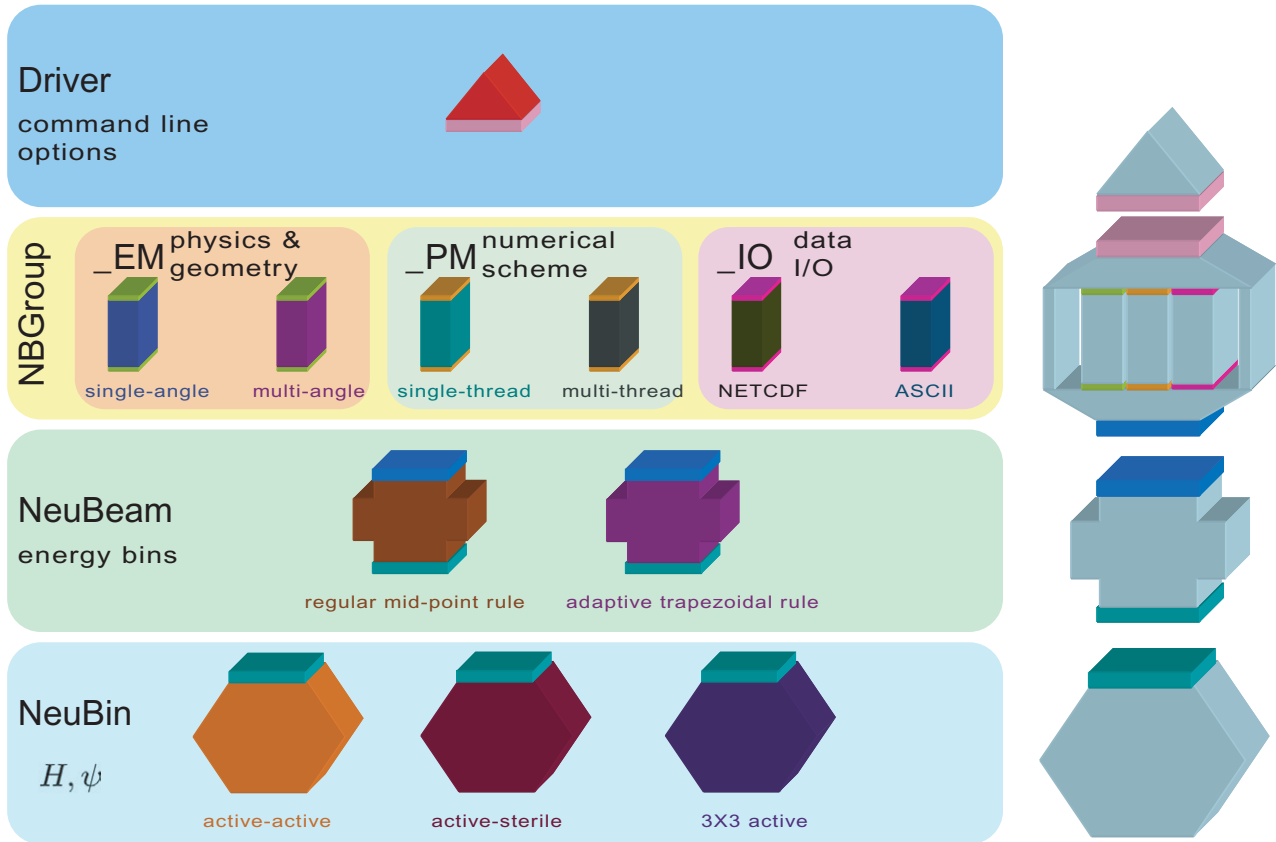 Driver
command line
options
NBGroup
_EM physics &
geometry
_PM numerical
scheme
_IO data
I/O
single-angle
multi-angle
single-thread
multi-thread
NETCDF
ASCII
NeuBeam
energy bins
regular mid-point rule
adaptive trapezoidal rule
NeuBin
H, ψ
active-active
active-sterile
3X3 active